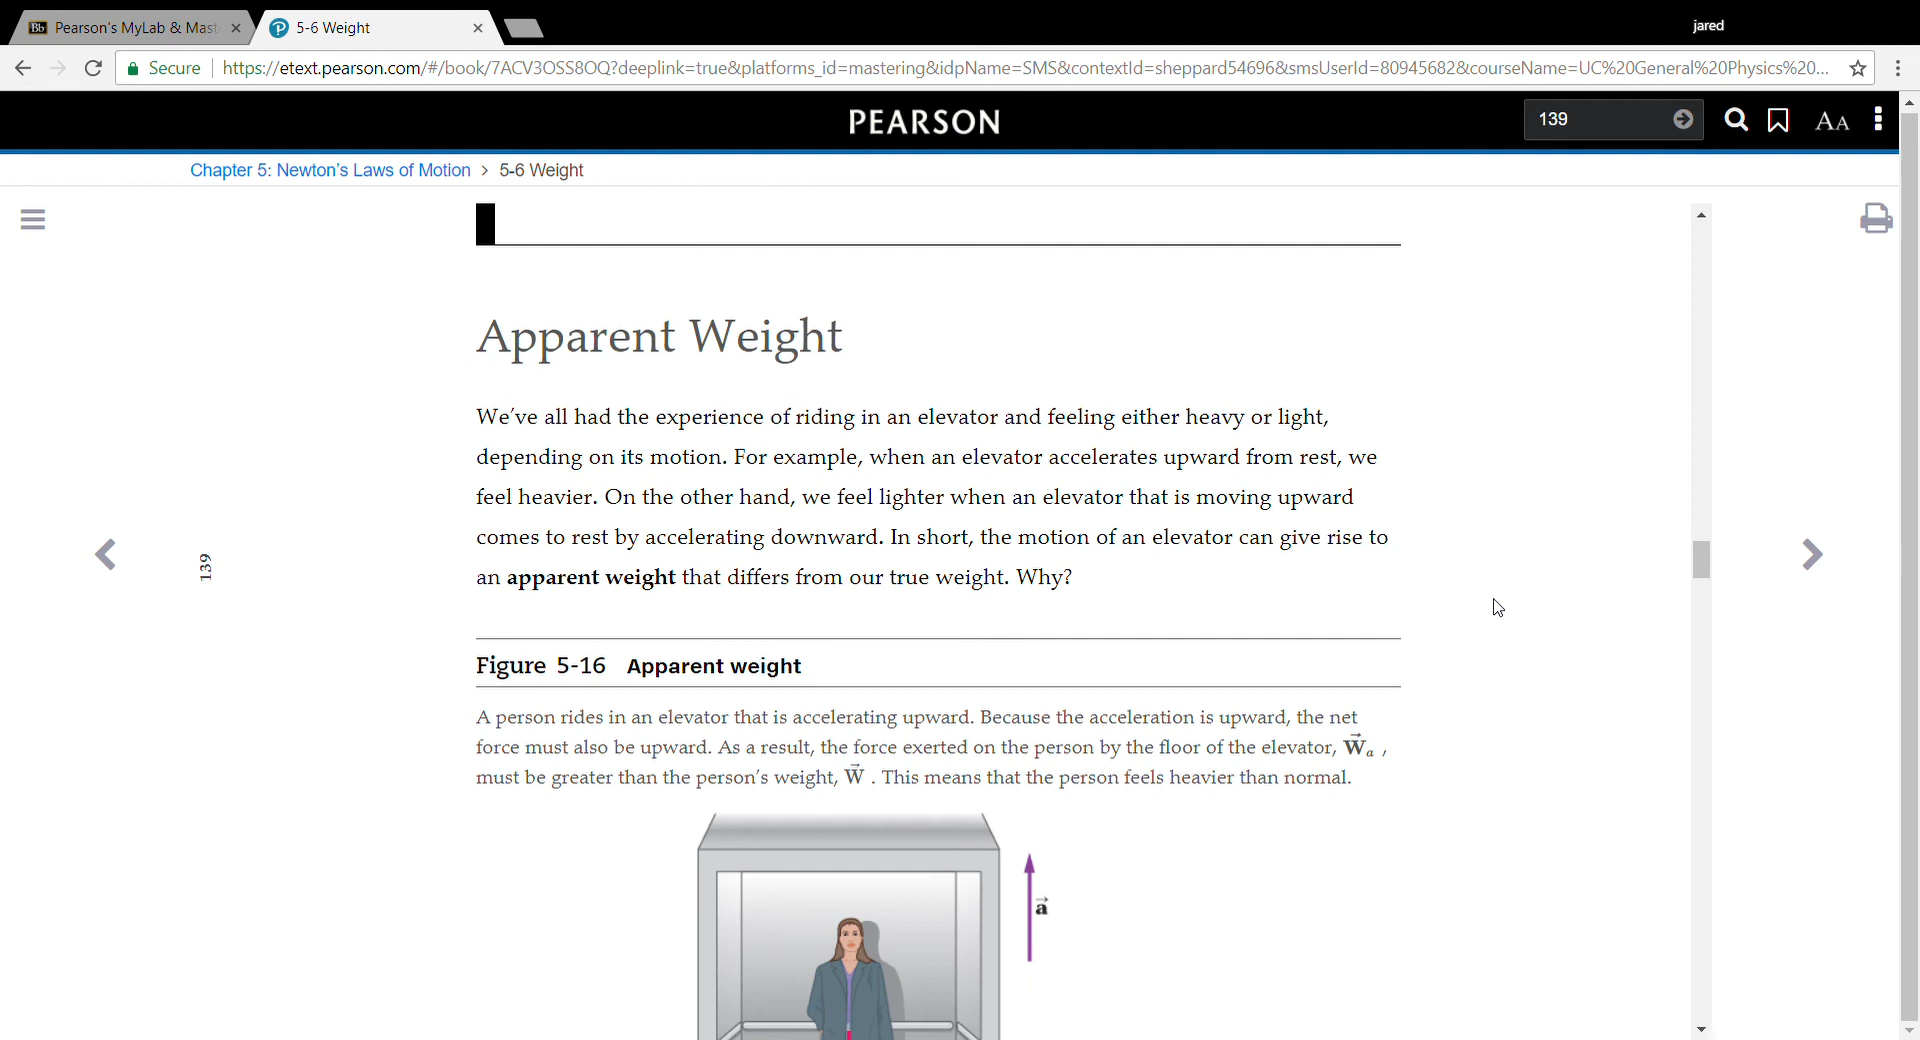 Bb Pearson's MyLab & Mast
5-6 Weight
jared
Secure https://etext.pearson.com/#/book/7ACV3OSS8OQ?deeplink=true&platforms_id=mastering&idpName=SMS&contextId=sheppard54696&smsUserId=80945682&courseName=UC%20General%20Physics%20...
PEARSON
139
AA
Chapter 5: Newton's Laws of Motion > 5-6 Weight
Apparent Weight
We've all had the experience of riding in an elevator and feeling either heavy or light,
depending on its motion. For example, when an elevator accelerates upward from rest, we
feel heavier. On the other hand, we feel lighter when an elevator that is moving upward
comes to rest by accelerating downward. In short, the motion of an elevator can give rise to
an apparent weight that differs from our true weight. Why?
139
Figure 5-16 Apparent weight
A person rides in an elevator that is accelerating upward. Because the acceleration is upward, the net
force must also be upward. As a result, the force exerted on the person by the floor of the elevator, W⃗a ,
must be greater than the person's weight, W⃗ . This means that the person feels heavier than normal.
a⃗